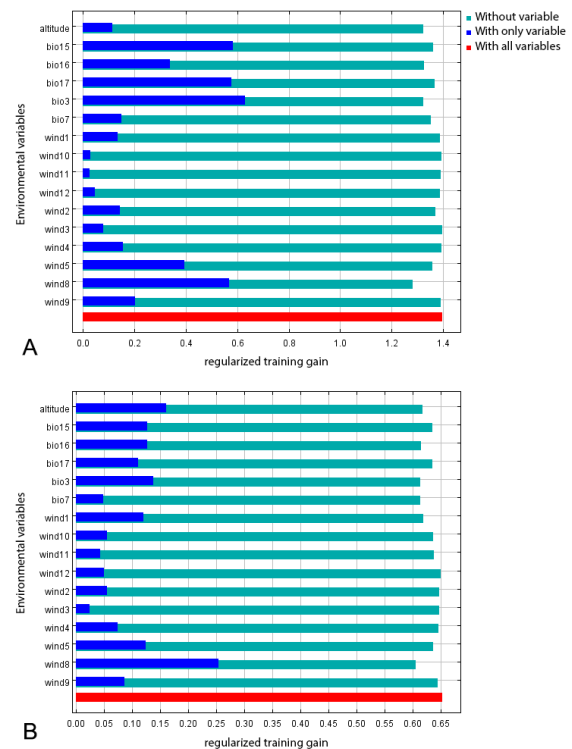 Without variable
With only variable
With all variables
Environmental variables
altitude
bio15
bio16
bio17
bio3
bio7
wind1
wind10
wind11
wind12
wind2
wind3
wind4
wind5
wind8
wind9
0.0 0.2 0.4 0.6 0.8 1.0 1.2 1.4
A
regularized training gain
Environmental variables
altitude
bio15
bio16
bio17
bio3
bio7
wind1
wind10
wind11
wind12
wind2
wind3
wind4
wind5
wind8
wind9
0.00 0.05 0.10 0.15 0.20 0.25 0.30 0.35 0.40 0.45 0.50 0.55 0.60 0.65
B
regularized training gain